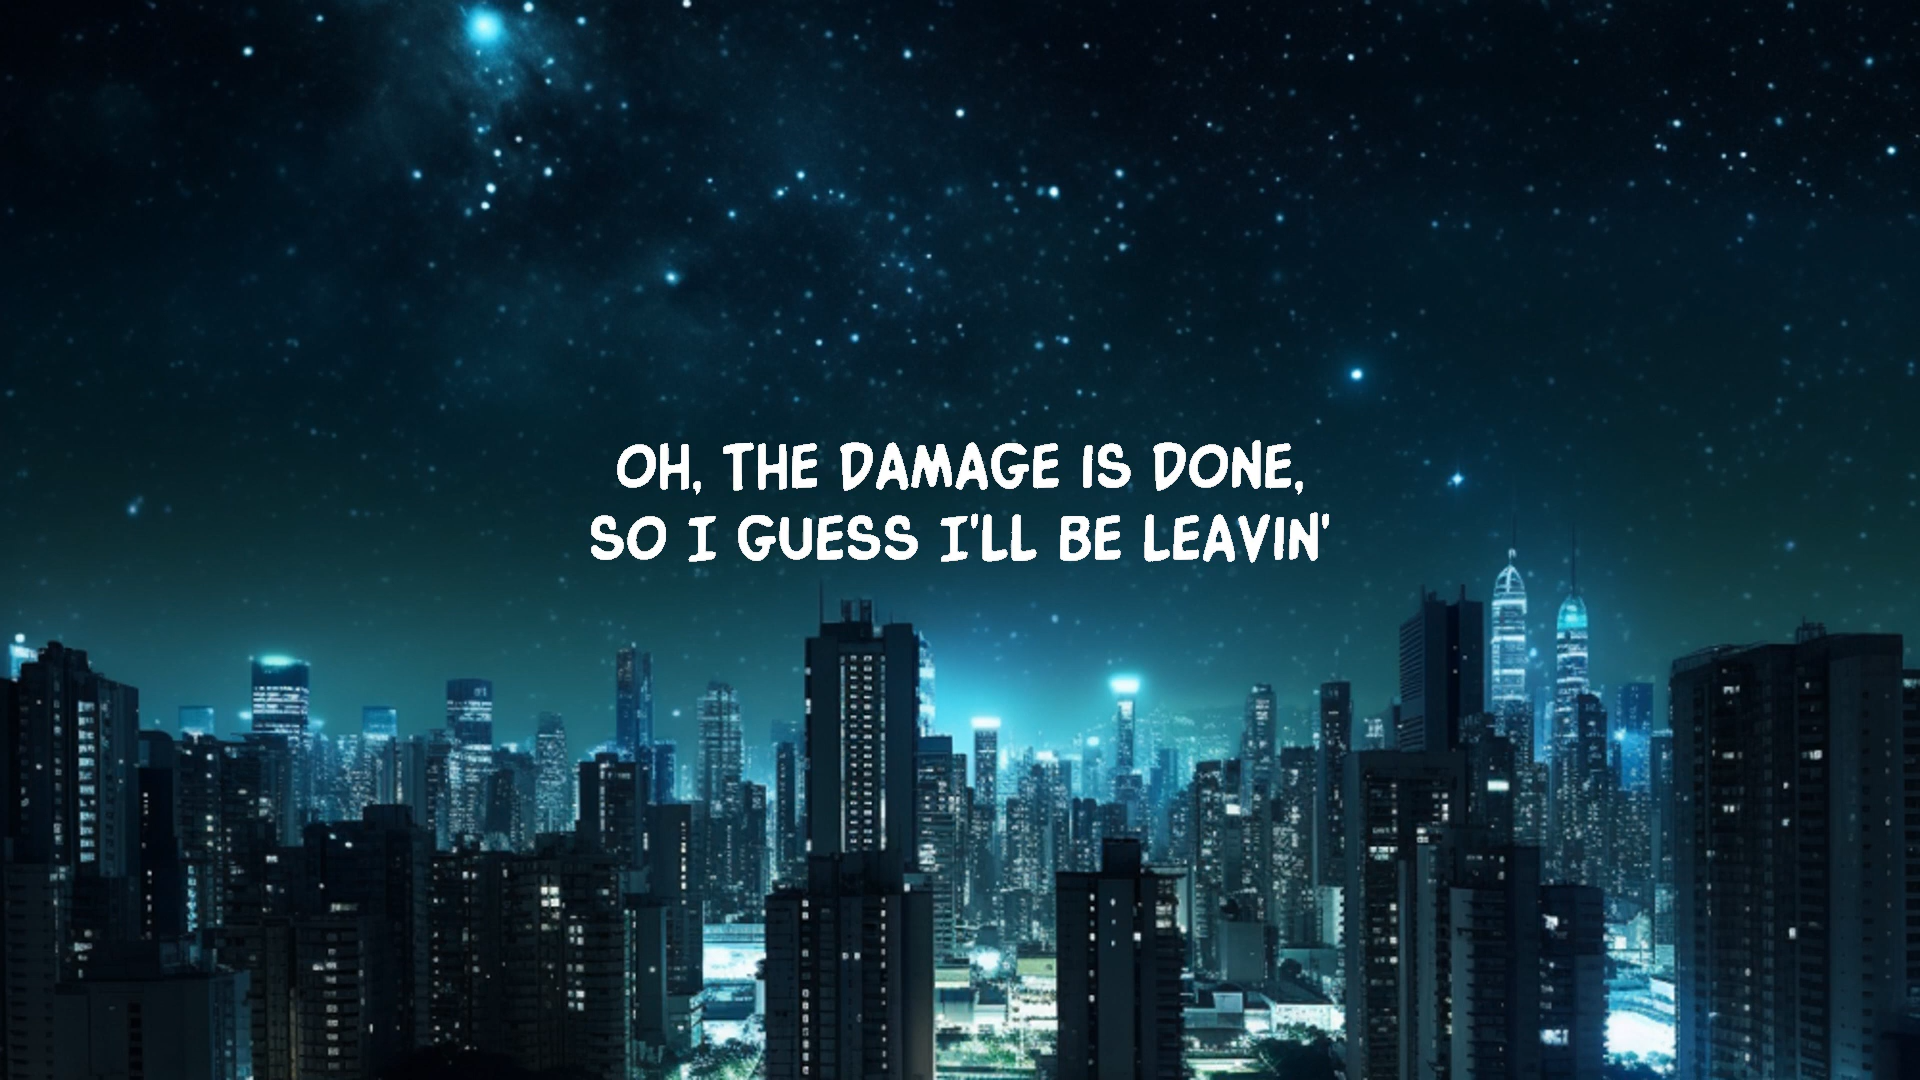 OH, THE DAMAGE IS DONE,
SO I GUESS I'LL BE LEAVIN'